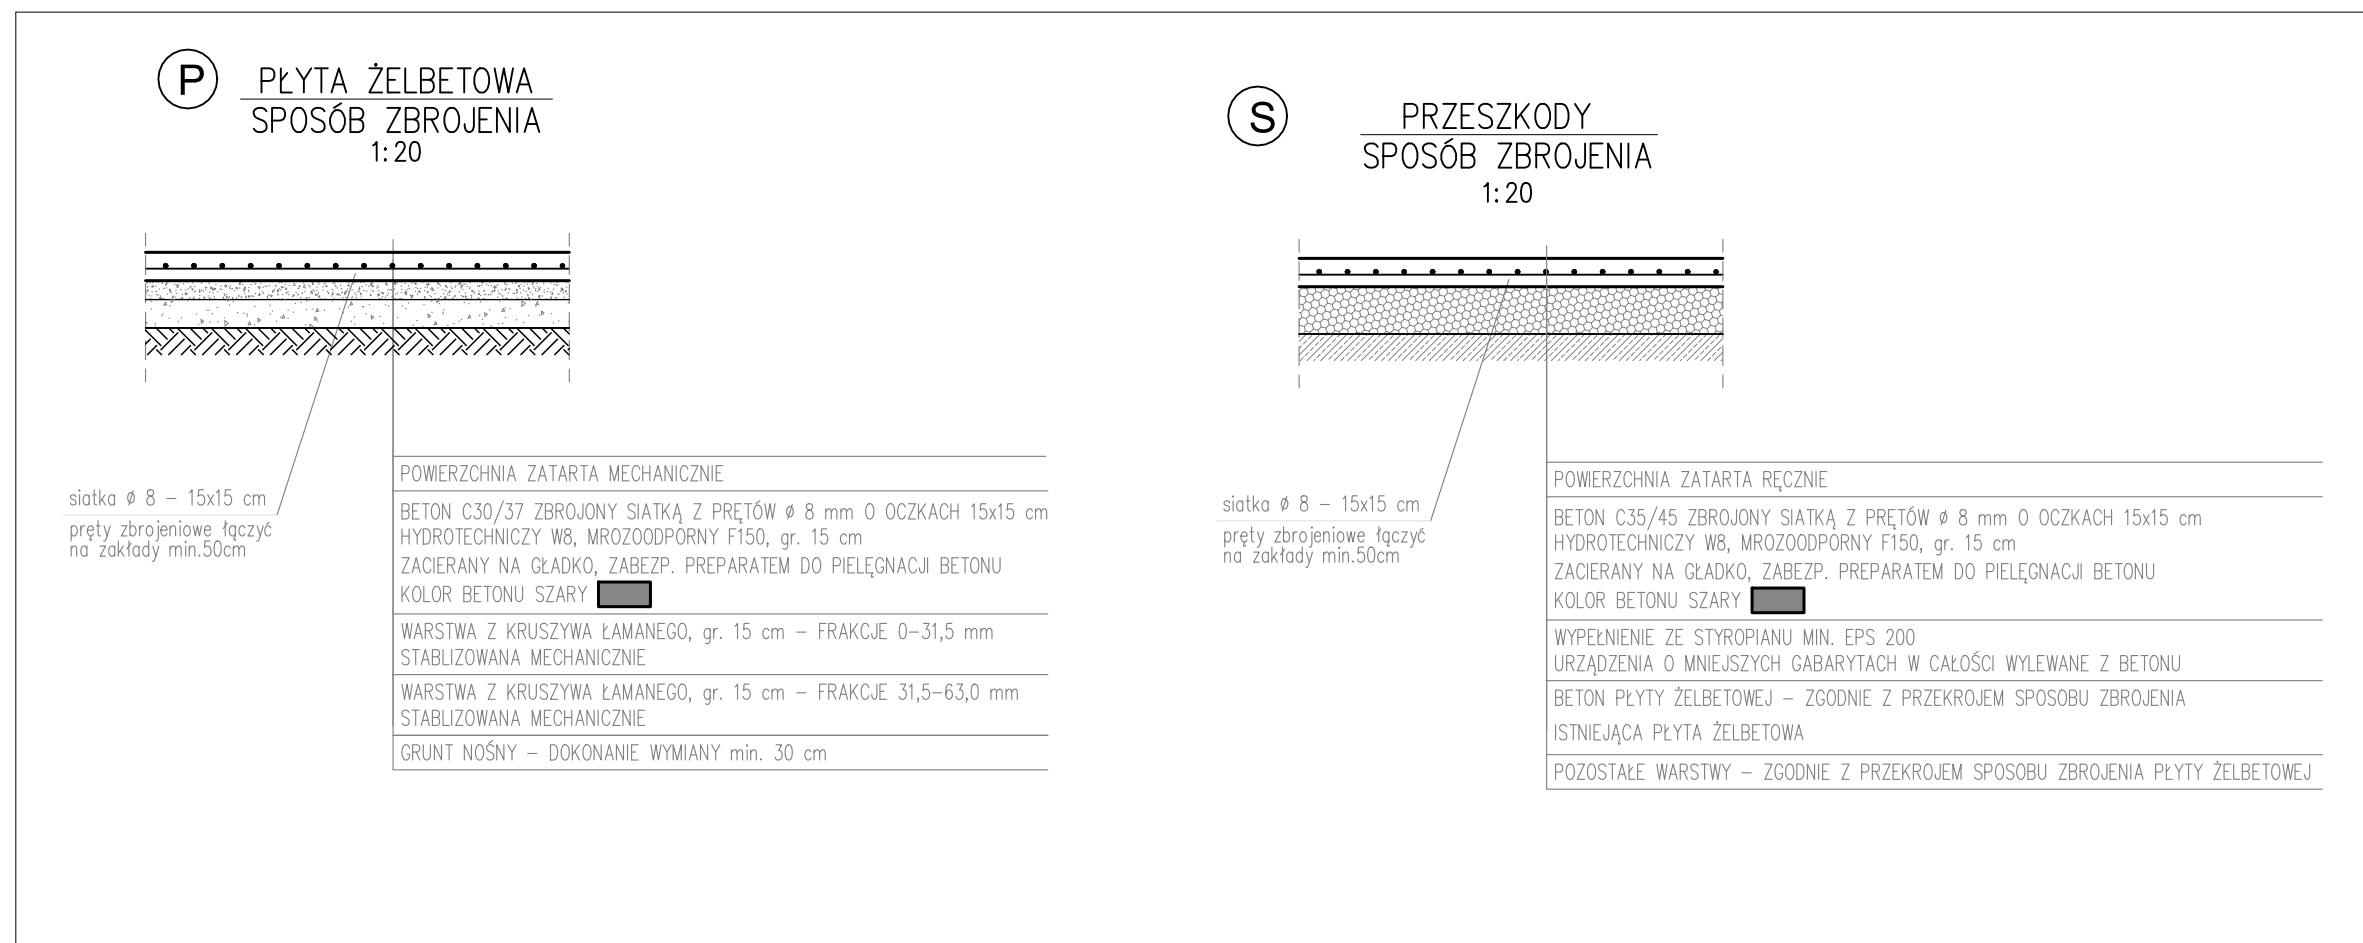 P
PŁYTA ŻELBETOWA
SPOSÓB ZBROJENIA
1:20
siatka ø 8 – 15x15 cm
pręty zbrojeniowe łączyć
na zakłady min.50cm
POWIERZCHNIA ZATARTA MECHANICZNIE
BETON C30/37 ZBROJONY SIATKĄ Z PRĘTÓW ø 8 mm O OCZKACH 15x15 cm
HYDROTECHNICZY W8, MROZOODPORNY F150, gr. 15 cm
ZACIERANY NA GŁADKO, ZABEZP. PREPARATEM DO PIELĘGNACJI BETONU
KOLOR BETONU SZARY
WARSTWA Z KRUSZYWA ŁAMANEGO, gr. 15 cm – FRAKCJE 0–31,5 mm
STABLIZOWANA MECHANICZNIE
WARSTWA Z KRUSZYWA ŁAMANEGO, gr. 15 cm – FRAKCJE 31,5–63,0 mm
STABLIZOWANA MECHANICZNIE
GRUNT NOŚNY – DOKONANIE WYMIANY min. 30 cm
S
PRZESZKODY
SPOSÓB ZBROJENIA
1:20
siatka ø 8 – 15x15 cm
pręty zbrojeniowe łączyć
na zakłady min.50cm
POWIERZCHNIA ZATARTA RĘCZNIE
BETON C35/45 ZBROJONY SIATKĄ Z PRĘTÓW ø 8 mm O OCZKACH 15x15 cm
HYDROTECHNICZY W8, MROZOODPORNY F150, gr. 15 cm
ZACIERANY NA GŁADKO, ZABEZP. PREPARATEM DO PIELĘGNACJI BETONU
KOLOR BETONU SZARY
WYPEŁNIENIE ZE STYROPIANU MIN. EPS 200
URZĄDZENIA O MNIEJSZYCH GABARYTACH W CAŁOŚCI WYLEWANE Z BETONU
BETON PŁYTY ŻELBETOWEJ – ZGODNIE Z PRZEKROJEM SPOSOBU ZBROJENIA
ISTNIEJĄCA PŁYTA ŻELBETOWA
POZOSTAŁE WARSTWY – ZGODNIE Z PRZEKROJEM SPOSOBU ZBROJENIA PŁYTY ŻELBETOWEJ